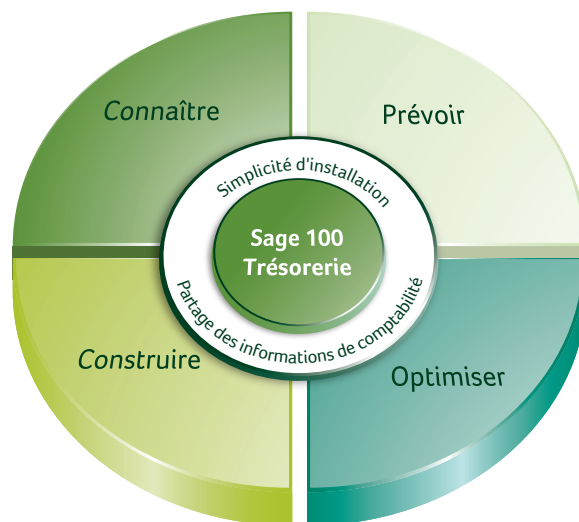 Connaître
Prévoir
Simplicité d'installation
Sage 100
Trésorerie
Partage des informations de comptabilité
Construire
Optimiser